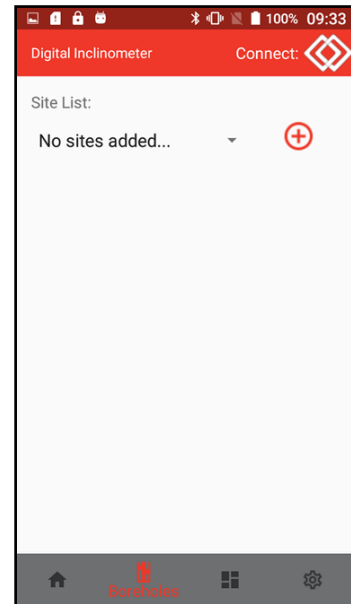 100% 09:33
Digital Inclinometer Connect:
Site List:
No sites added...
Boreholes